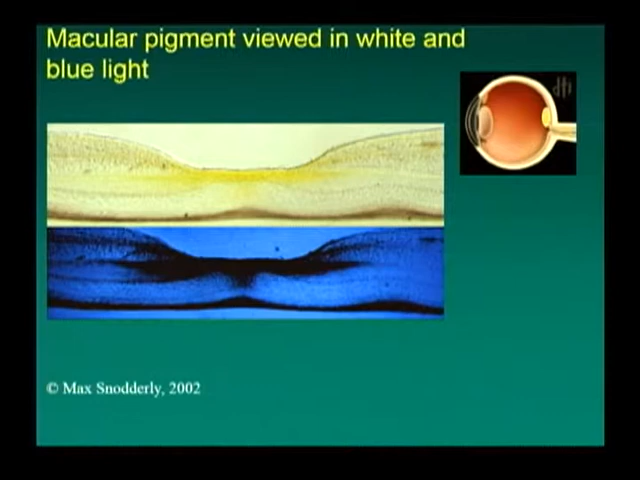 Macular pigment viewed in white and
blue light
© Max Snodderly, 2002